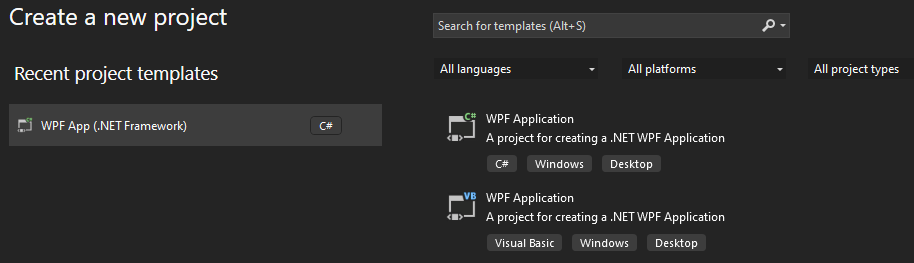 Create a new project
Search for templates (Alt+S)
Recent project templates
All languages
All platforms
All project types
WPF App (.NET Framework)
C#
C#
WPF Application
A project for creating a .NET WPF Application
C#
Windows
Desktop
VB
WPF Application
A project for creating a .NET WPF Application
Visual Basic
Windows
Desktop